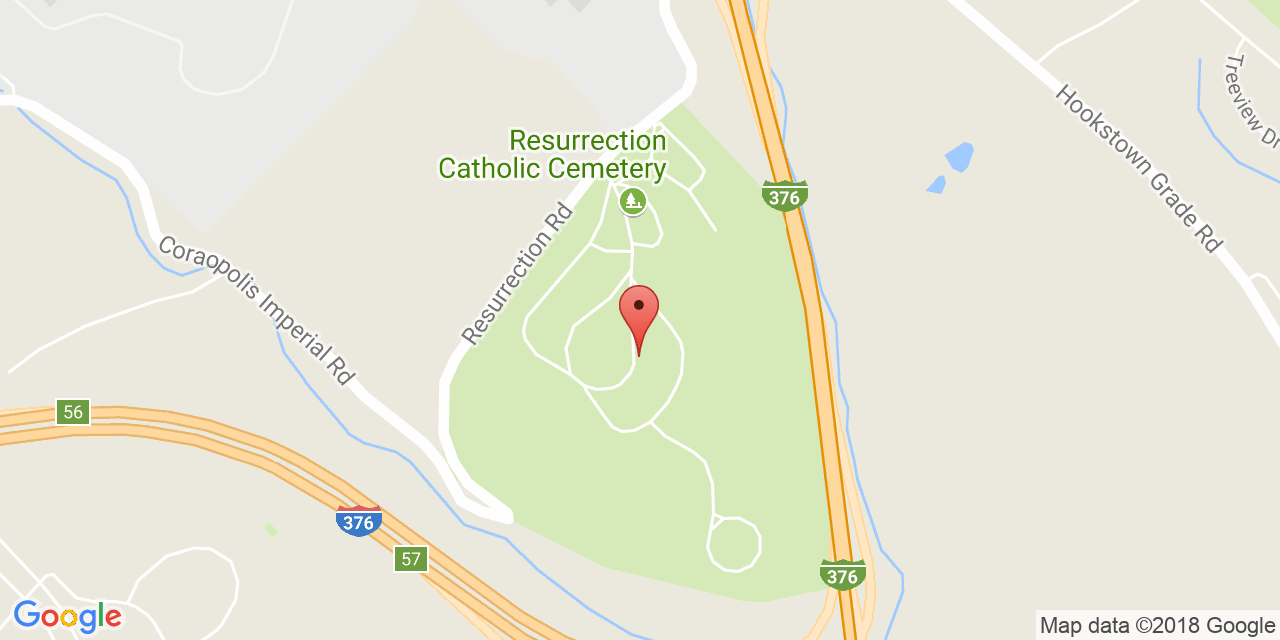 Hookstown Grade Rd
Treeview Dr
Resurrection
Catholic Cemetery
376
Resurrection Rd
Coraopolis Imperial Rd
56
376
57
376
Google
Map data ©2018 Google